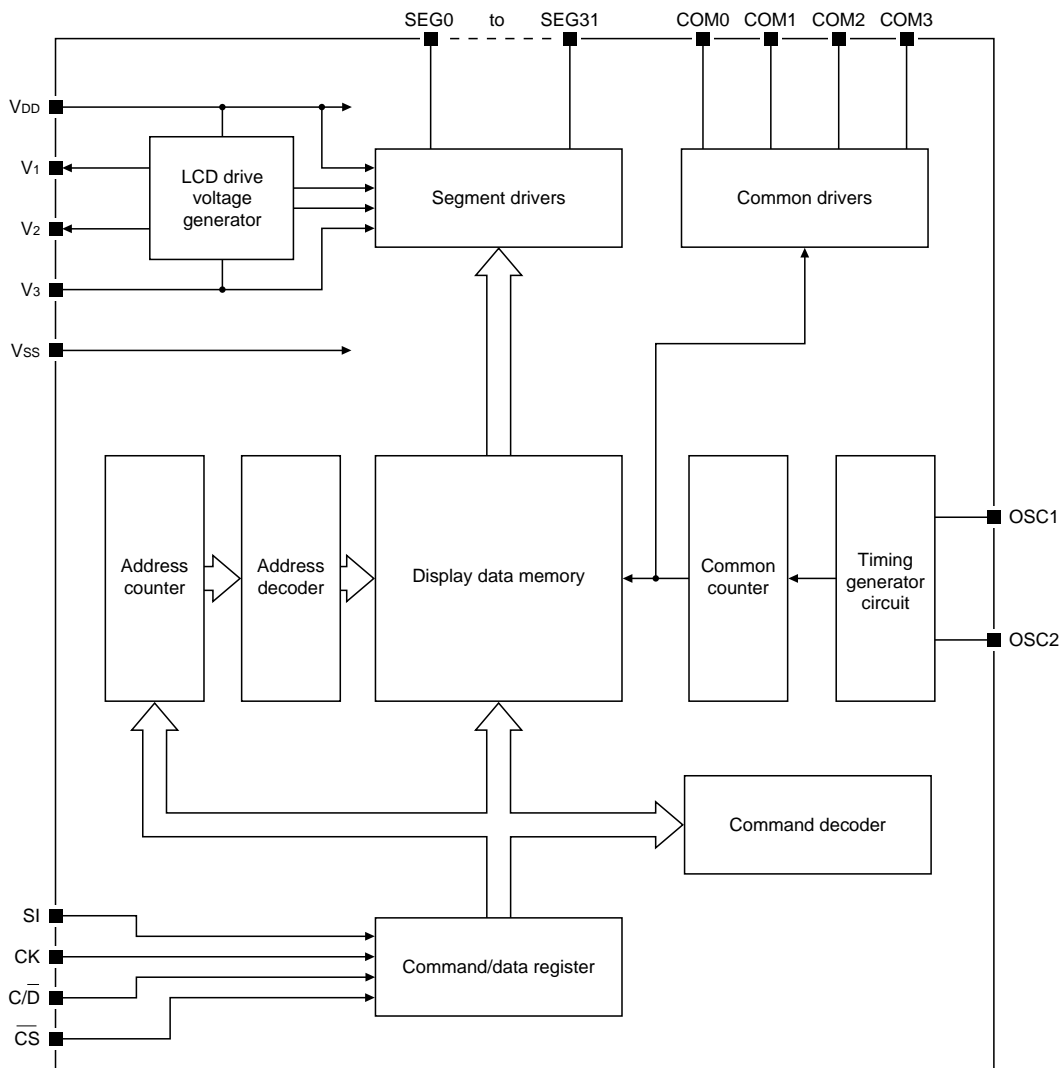 SEG0 to SEG31 COM0 COM1 COM2 COM3
VDD
V1
LCD drive
voltage
generator
Segment drivers
Common drivers
V2
V3
VSS
Address
counter
Address
decoder
Display data memory
Common
counter
Timing
generator
circuit
OSC1
OSC2
Command decoder
SI
CK
C/D̅
C̅S̅
Command/data register